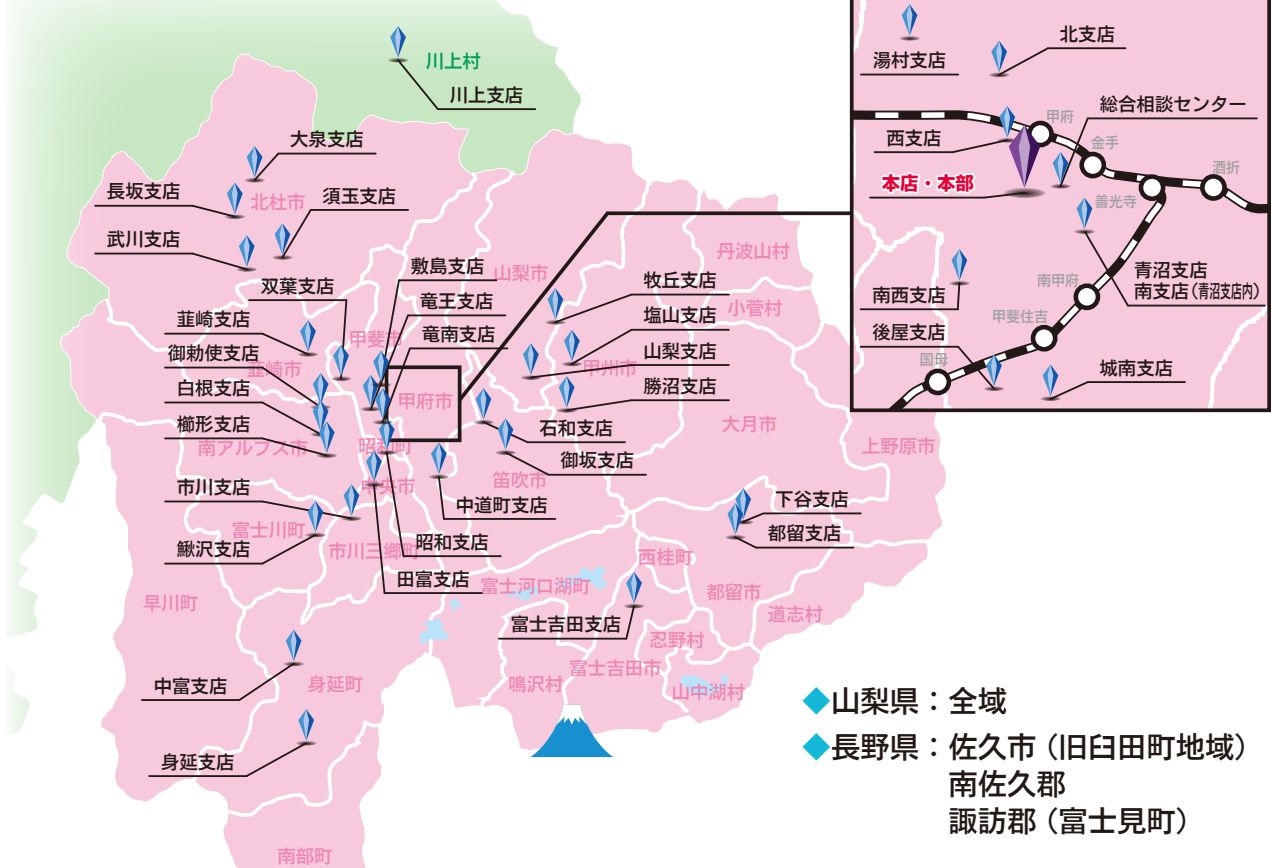 川上村
川上支店
大泉支店
長坂支店
北杜市
須玉支店
武川支店
双葉支店
敷島支店
山梨市
竜王支店
韮崎支店
甲斐市
竜南支店
御勅使支店
韮崎市
白根支店
甲府市
櫛形支店
南アルプス市
昭和町
市川支店
中央市
富士川町
鰍沢支店
市川三郷町
昭和支店
田富支店
早川町
中富支店
身延町
身延支店
南部町
丹波山村
小菅村
牧丘支店
塩山支店
山梨支店
甲州市
勝沼支店
石和支店
大月市
上野原市
御坂支店
笛吹市
中道町支店
下谷支店
都留支店
西桂町
富士河口湖町
都留市
道志村
富士吉田支店
忍野村
富士吉田市
鳴沢村
山中湖村
湯村支店
北支店
総合相談センター
甲府
西支店
金手
本店・本部
酒折
善光寺
青沼支店
南支店(青沼支店内)
南甲府
南西支店
甲斐住吉
後屋支店
国母
城南支店
◆山梨県：全域
◆長野県：佐久市（旧臼田町地域）
南佐久郡
諏訪郡（富士見町）